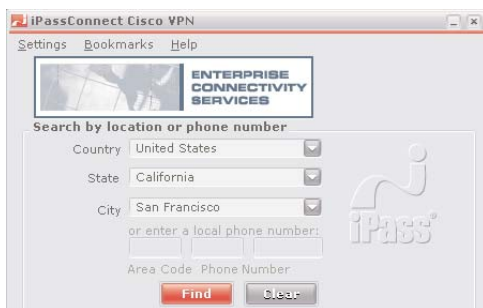 iPassConnect Cisco VPN
Settings Bookmarks Help
ENTERPRISE
CONNECTIVITY
SERVICES
Search by location or phone number
Country United States
State California
City San Francisco
or enter a local phone number:
Area Code Phone Number
Find Clear
iPass